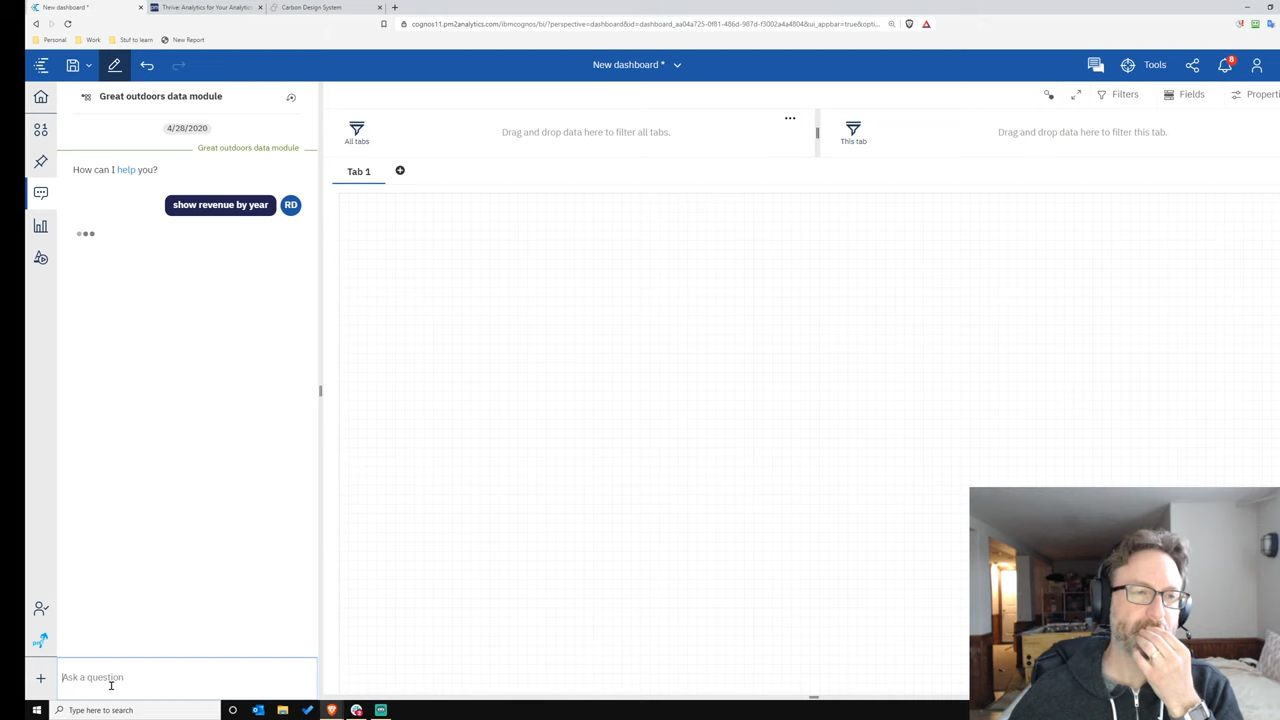 New dashboard *
Thrive: Analytics for Your Analytics
Carbon Design System
cognos11.pm2analytics.com/ibmcognos/bi/?perspective=dashboard&id=dashboard_aa04a725-0f81-486d-987d-f3002a4a4804&ui_appbar=true&opti...
Personal
Work
Stuf to learn
New Report
New dashboard *
Tools
8
Great outdoors data module
Filters
Fields
Properti
4/28/2020
All tabs
Drag and drop data here to filter all tabs.
This tab
Drag and drop data here to filter this tab.
Great outdoors data module
How can I help you?
Tab 1
show revenue by year
RD
Ask a question
Type here to search